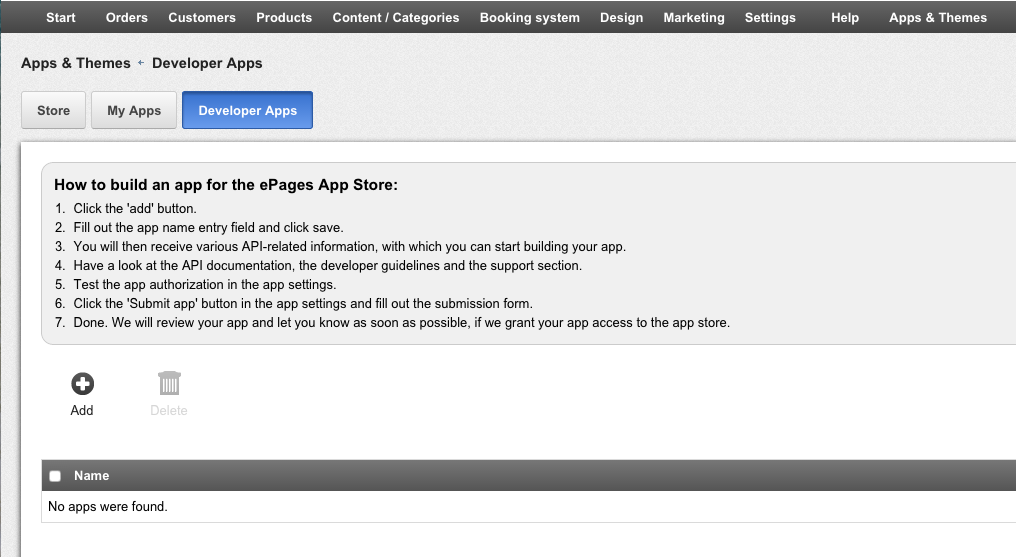 Start Orders Customers Products Content / Categories Booking system Design Marketing Settings Help Apps & Themes
Apps & Themes Developer Apps
Store My Apps Developer Apps
How to build an app for the ePages App Store:
1. Click the 'add' button.
2. Fill out the app name entry field and click save.
3. You will then receive various API-related information, with which you can start building your app.
4. Have a look at the API documentation, the developer guidelines and the support section.
5. Test the app authorization in the app settings.
6. Click the 'Submit app' button in the app settings and fill out the submission form.
7. Done. We will review your app and let you know as soon as possible, if we grant your app access to the app store.
Add Delete
Name
No apps were found.